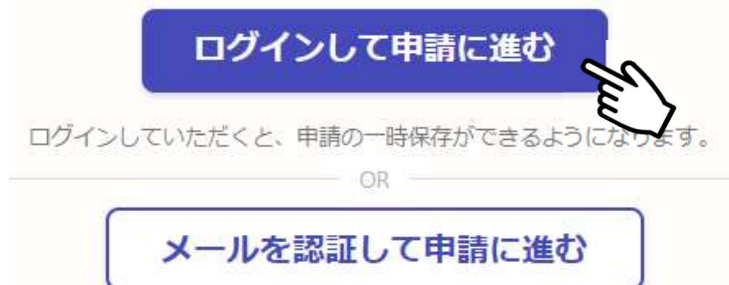 ログインして申請に進む
ログインしていただくと、申請の一時保存ができるようになります。
OR
メールを認証して申請に進む